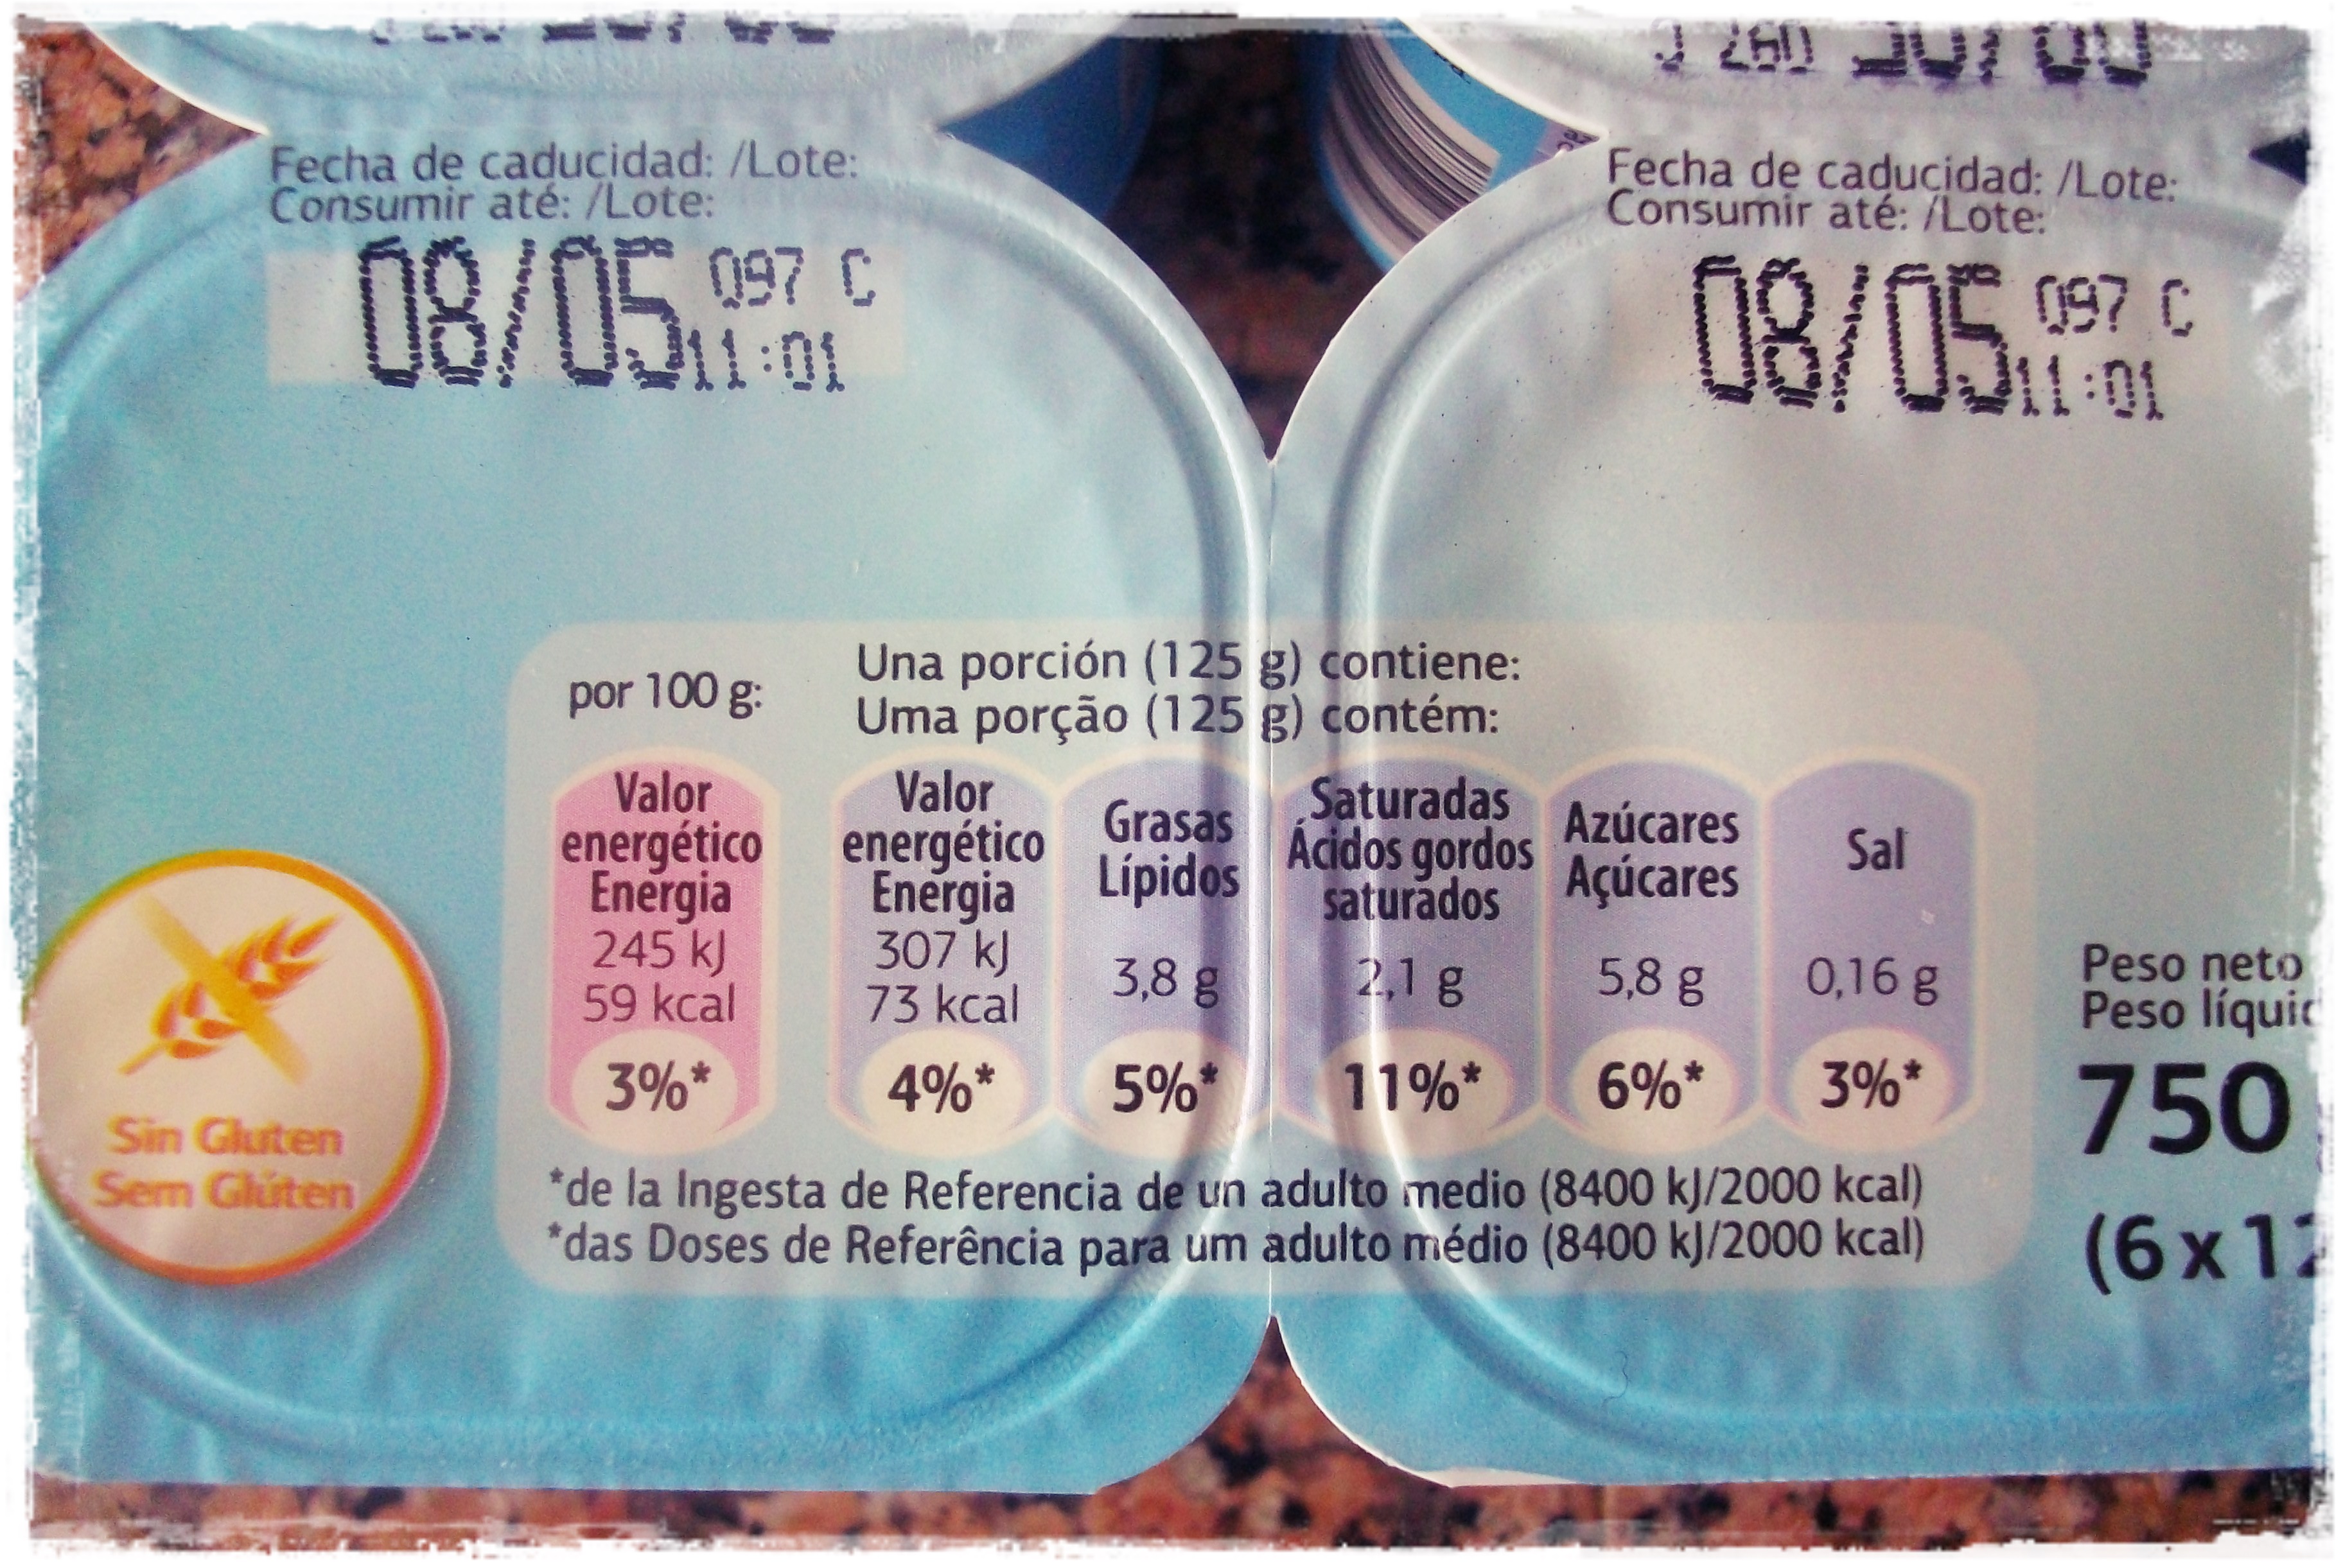 Fecha de caducidad: /Lote:
Consumir até: /Lote:
08/05 097 C
11:01
Fecha de caducidad: /Lote:
Consumir até: /Lote:
08/05 097 C
11:01
por 100 g:
Una porción (125 g) contiene:
Uma porção (125 g) contém:
Valor
energético
Energia
245 kJ
59 kcal
3%*
Valor
energético
Energia
307 kJ
73 kcal
4%*
Grasas
Lípidos
3,8 g
5%*
Saturadas
Ácidos gordos
saturados
2,1 g
11%*
Azúcares
Açúcares
5,8 g
6%*
Sal
0,16 g
3%*
*de la Ingesta de Referencia de un adulto medio (8400 kJ/2000 kcal)
*das Doses de Referência para um adulto médio (8400 kJ/2000 kcal)
Sin Gluten
Sem Glúten
Peso neto
Peso
750
(6 x